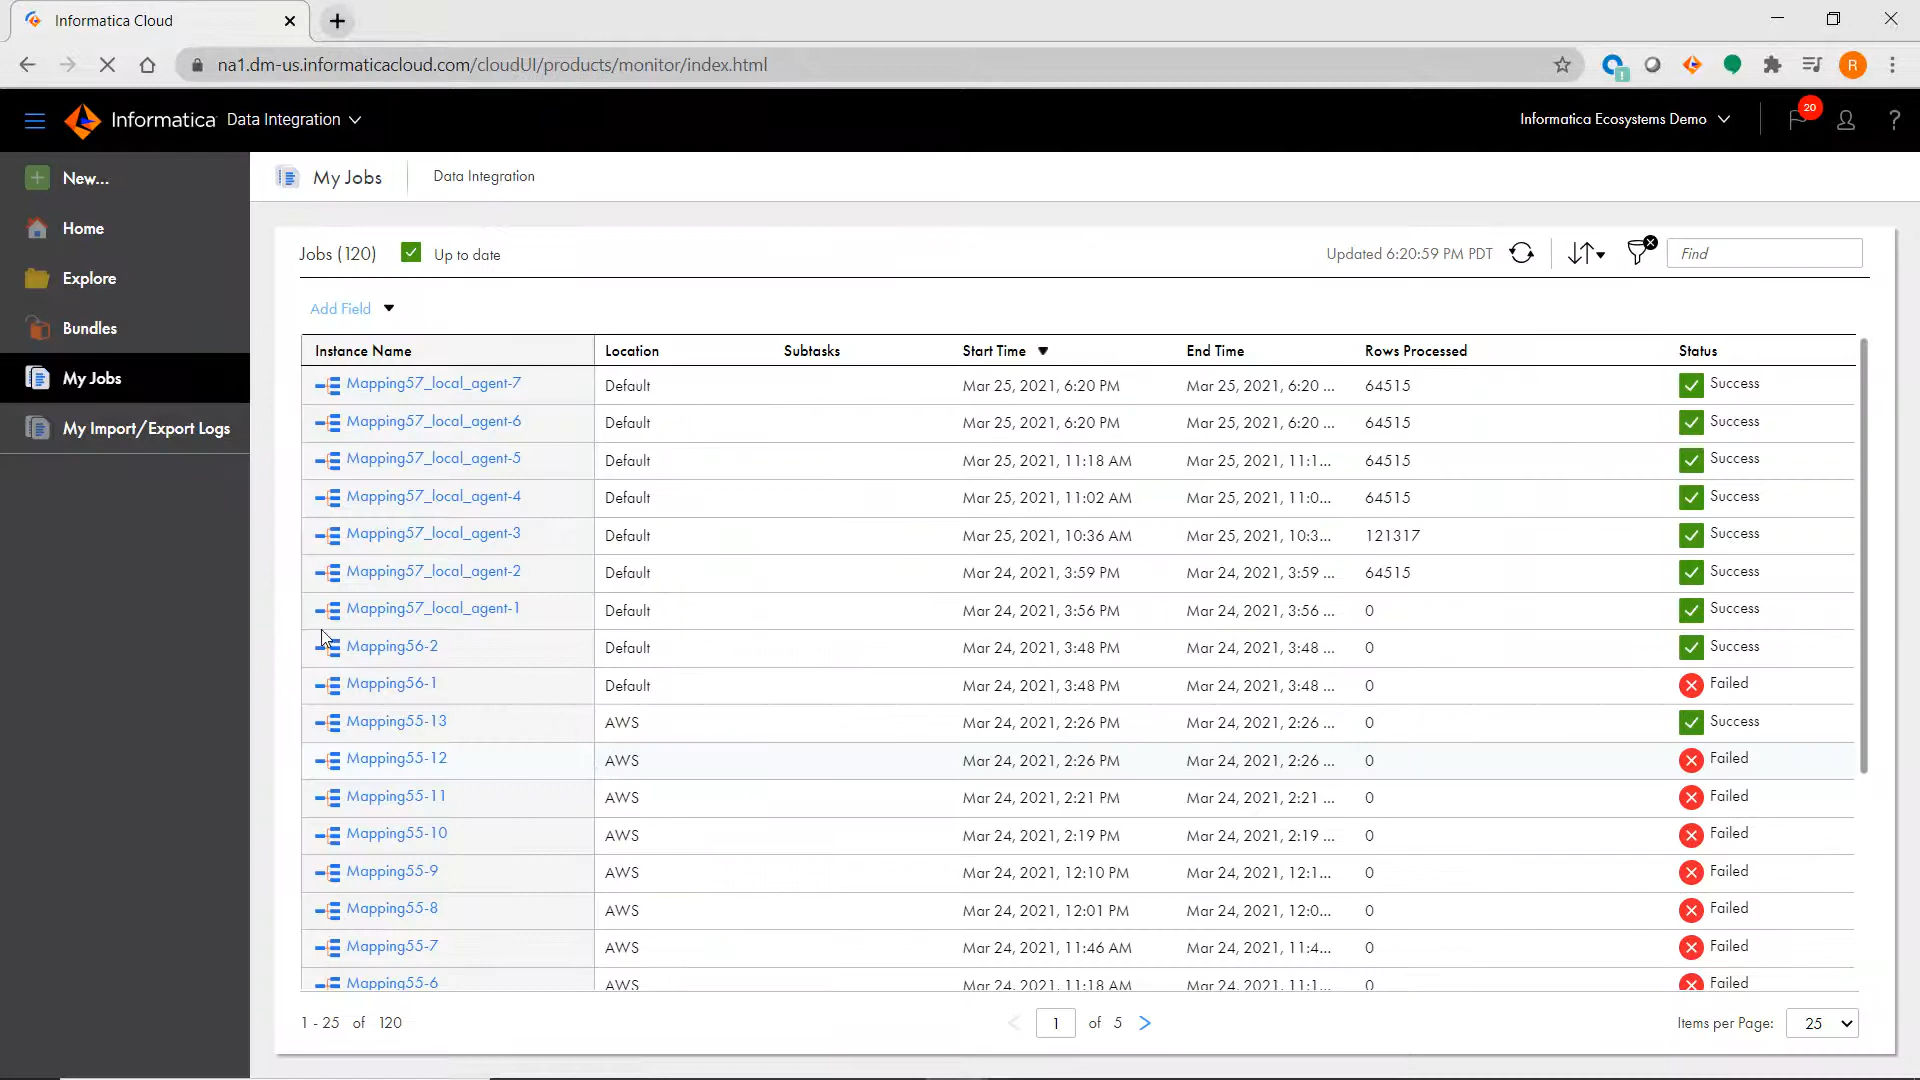 Informatica Cloud
na1.dm-us.informaticacloud.com/cloudUI/products/monitor/index.html
R
Informatica Data Integration
Informatica Ecosystems Demo
20
?
New...
Home
Explore
Bundles
My Jobs
My Import/Export Logs
My Jobs
Data Integration
Jobs (120) Up to date
Updated 6:20:59 PM PDT
Find
Add Field
Instance Name Location Subtasks Start Time End Time Rows Processed Status
Mapping57_local_agent-7 Default Mar 25, 2021, 6:20 PM Mar 25, 2021, 6:20 ... 64515 Success
Mapping57_local_agent-6 Default Mar 25, 2021, 6:20 PM Mar 25, 2021, 6:20 ... 64515 Success
Mapping57_local_agent-5 Default Mar 25, 2021, 11:18 AM Mar 25, 2021, 11:1... 64515 Success
Mapping57_local_agent-4 Default Mar 25, 2021, 11:02 AM Mar 25, 2021, 11:0... 64515 Success
Mapping57_local_agent-3 Default Mar 25, 2021, 10:36 AM Mar 25, 2021, 10:3... 121317 Success
Mapping57_local_agent-2 Default Mar 24, 2021, 3:59 PM Mar 24, 2021, 3:59 ... 64515 Success
Mapping57_local_agent-1 Default Mar 24, 2021, 3:56 PM Mar 24, 2021, 3:56 ... 0 Success
Mapping56-2 Default Mar 24, 2021, 3:48 PM Mar 24, 2021, 3:48 ... 0 Success
Mapping56-1 Default Mar 24, 2021, 3:48 PM Mar 24, 2021, 3:48 ... 0 Failed
Mapping55-13 AWS Mar 24, 2021, 2:26 PM Mar 24, 2021, 2:26 ... 0 Success
Mapping55-12 AWS Mar 24, 2021, 2:26 PM Mar 24, 2021, 2:26 ... 0 Failed
Mapping55-11 AWS Mar 24, 2021, 2:21 PM Mar 24, 2021, 2:21 ... 0 Failed
Mapping55-10 AWS Mar 24, 2021, 2:19 PM Mar 24, 2021, 2:19 ... 0 Failed
Mapping55-9 AWS Mar 24, 2021, 12:10 PM Mar 24, 2021, 12:1... 0 Failed
Mapping55-8 AWS Mar 24, 2021, 12:01 PM Mar 24, 2021, 12:0... 0 Failed
Mapping55-7 AWS Mar 24, 2021, 11:46 AM Mar 24, 2021, 11:4... 0 Failed
Mapping55-6 AWS Mar 24, 2021, 11:18 AM Mar 24, 2021, 11:1... 0 Failed
1 - 25 of 120
1 of 5
Items per Page: 25